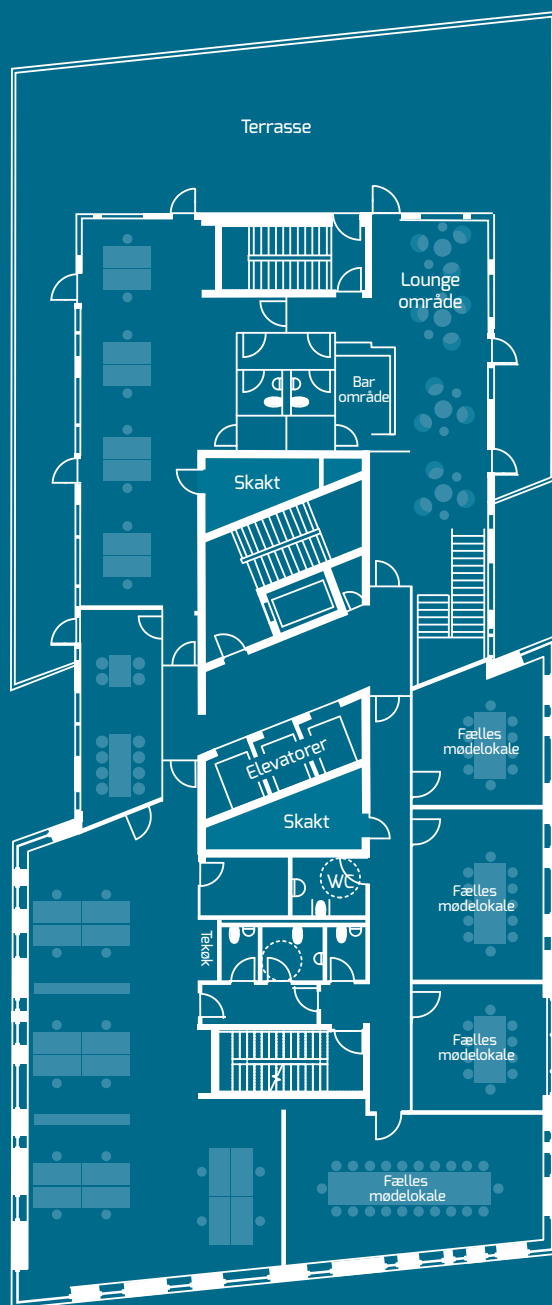 Terrasse
Lounge
område
Bar
område
Skakt
Fælles
mødelokale
Elevatorer
Skakt
WC
Fælles
mødelokale
Tekøk
Fælles
mødelokale
Fælles
mødelokale